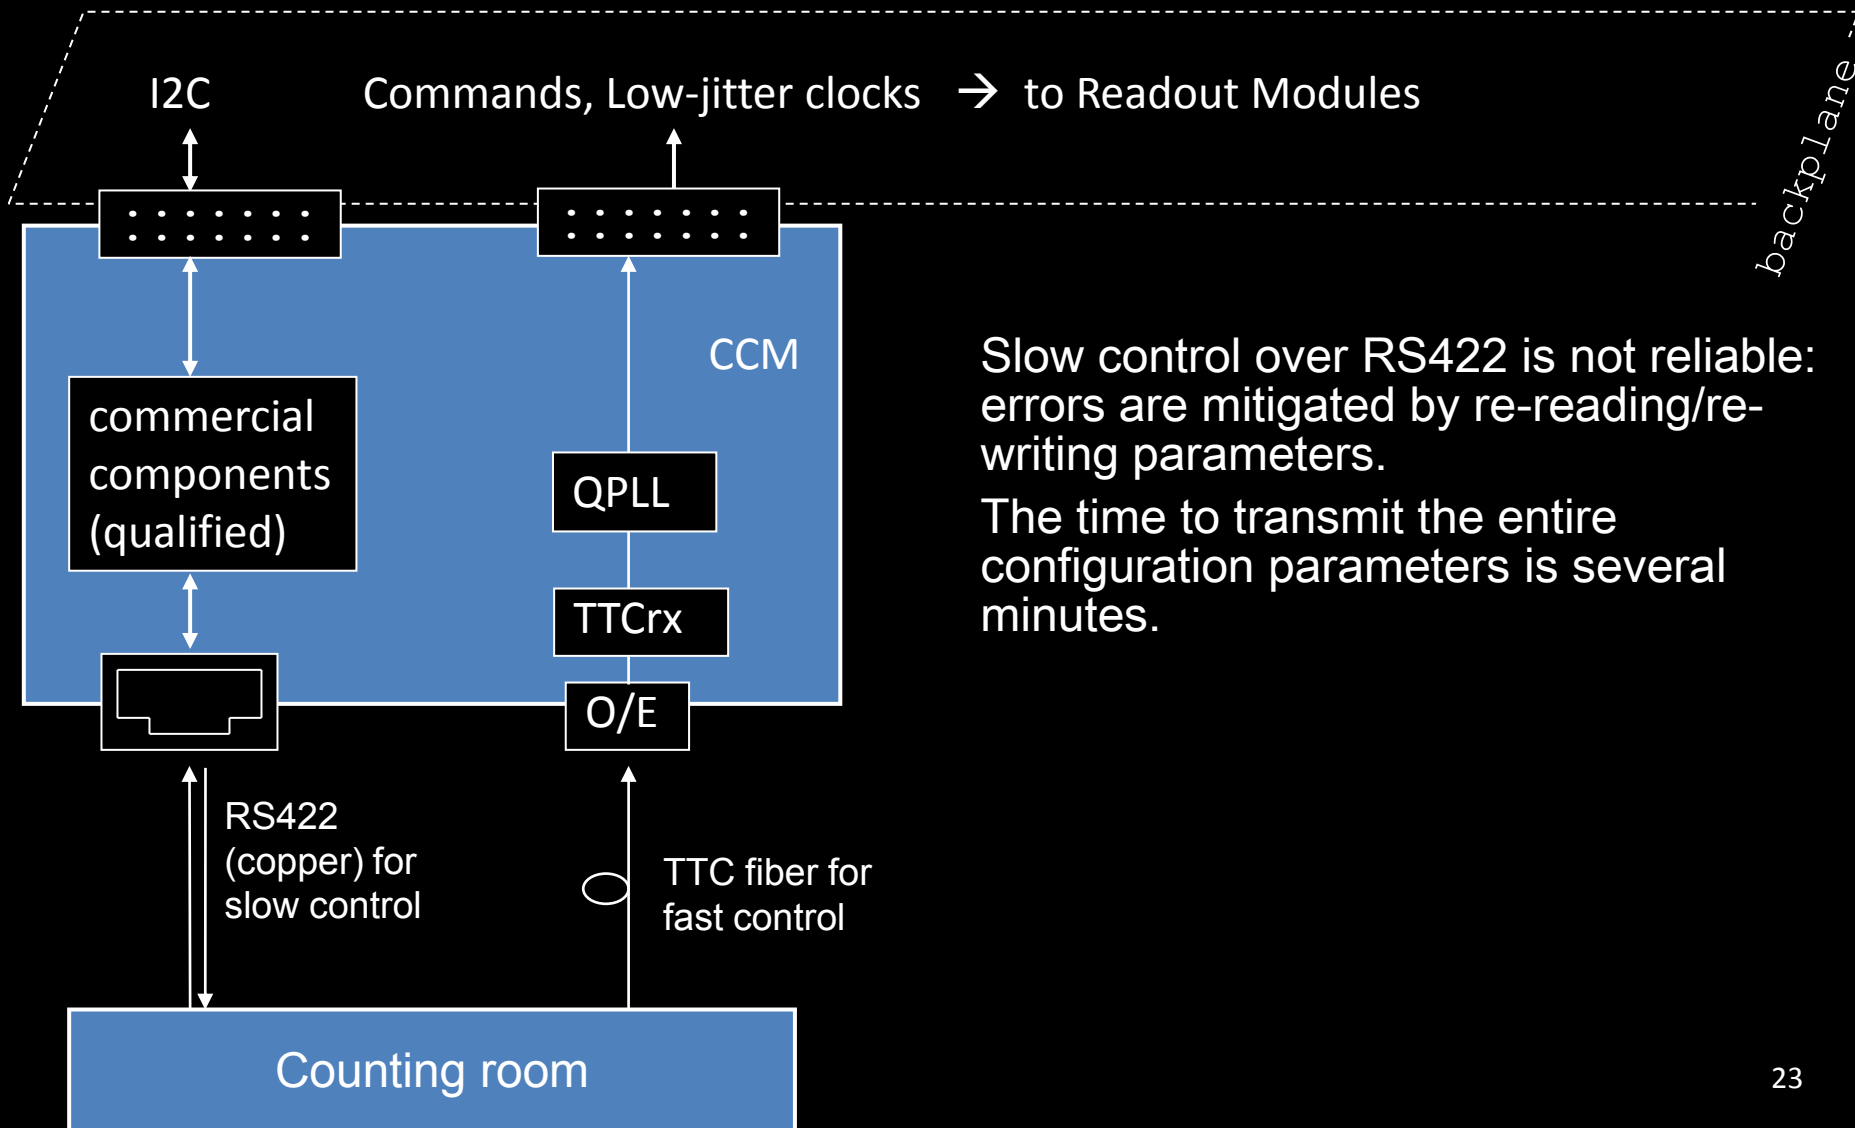 I2C
Commands, Low-jitter clocks → to Readout Modules
backplane
CCM
commercial
components
(qualified)
QPLL
TTCrx
O/E
Slow control over RS422 is not reliable:
errors are mitigated by re-reading/re-
writing parameters.
The time to transmit the entire
configuration parameters is several
minutes.
RS422
(copper) for
slow control
TTC fiber for
fast control
Counting room
23